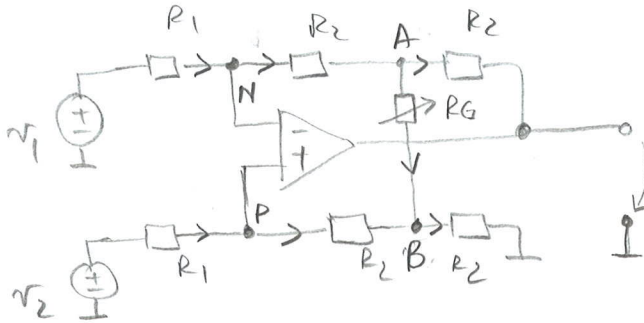 R1 R2 A R2
N RG
v1 + −
− +
P
R1 R2 B R2
v2 + −